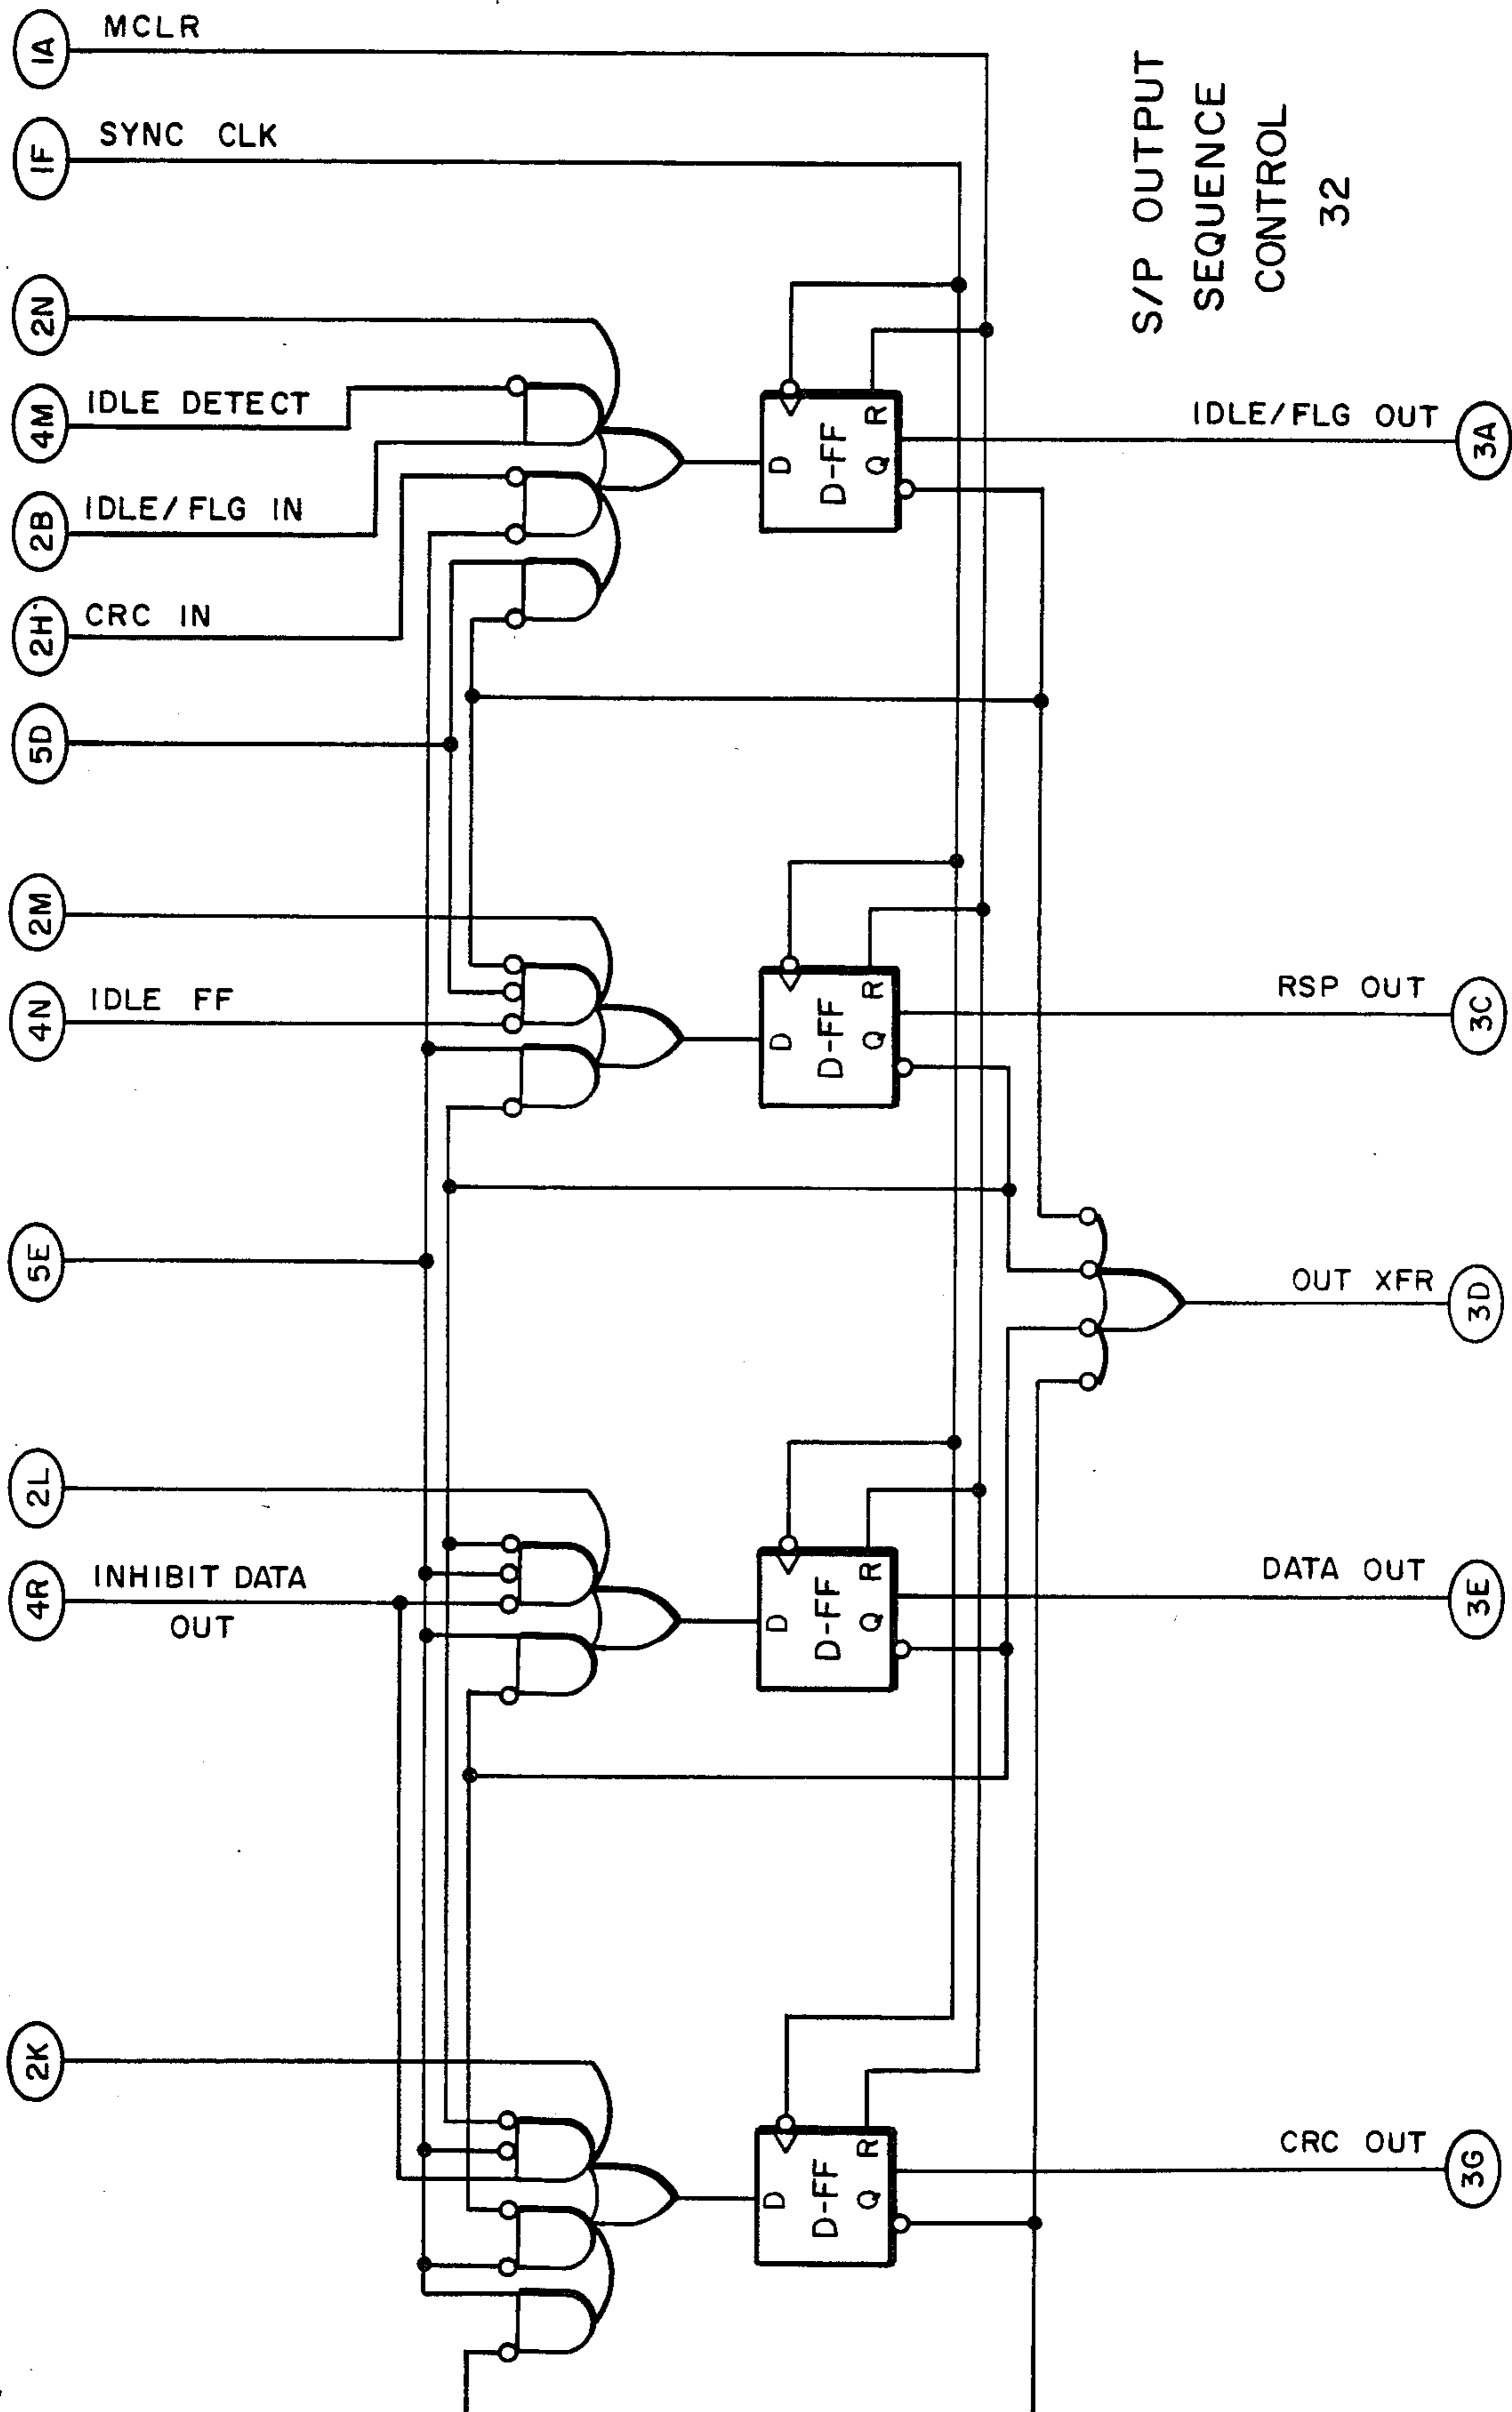 1A MCLR
1F SYNC CLK
2N
4M IDLE DETECT
2B IDLE/FLG IN
2H CRC IN
5D
2M
4N IDLE FF
5E
2L
4R INHIBIT DATA
OUT
2K
D
D-FF
R
Q
D
D-FF
R
Q
D
D-FF
R
Q
D
D-FF
R
Q
S/P OUTPUT
SEQUENCE
CONTROL
32
IDLE/FLG OUT 3A
RSP OUT 3C
OUT XFR 3D
DATA OUT 3E
CRC OUT 3G